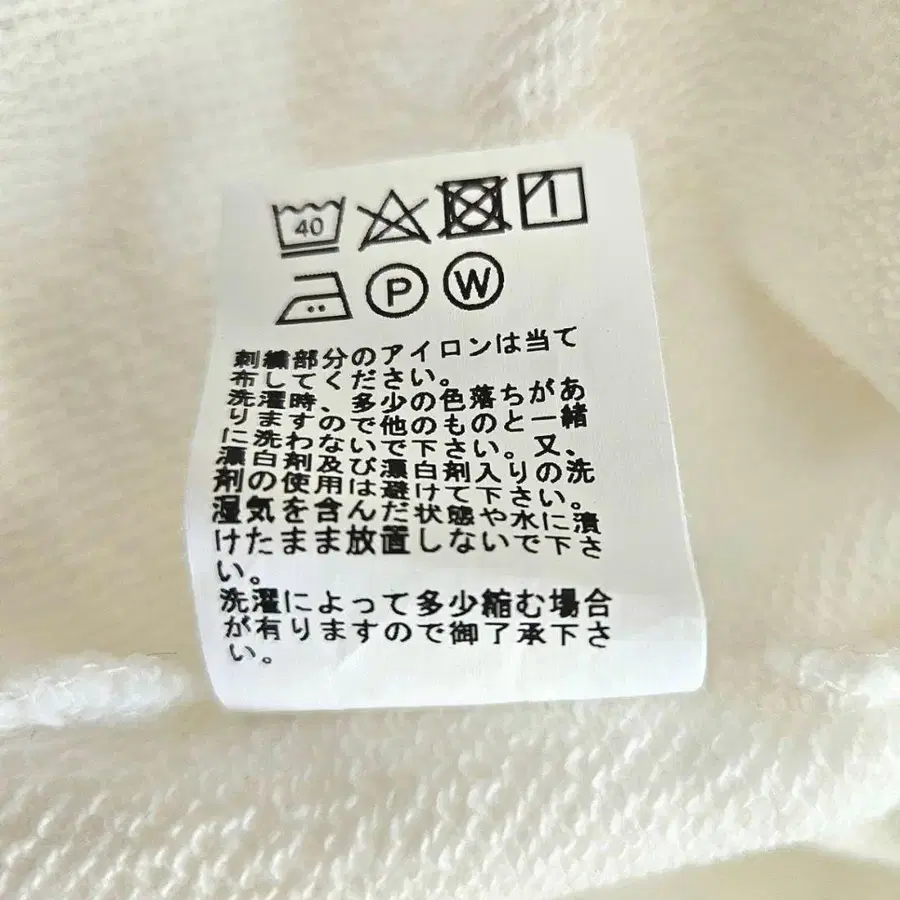 40
P W
刺繍部分のアイロンは当て
布してください。
洗濯時、多少の色落ちがあ
りますので他のものと一緒
に洗わないで下さい。又、
漂白剤及び漂白剤入りの洗
剤の使用は避けて下さい。
湿気を含んだ状態や水に漬
けたまま放置しないで下さ
い。
洗濯によって多少縮む場合
が有りますので御了承下さ
い。